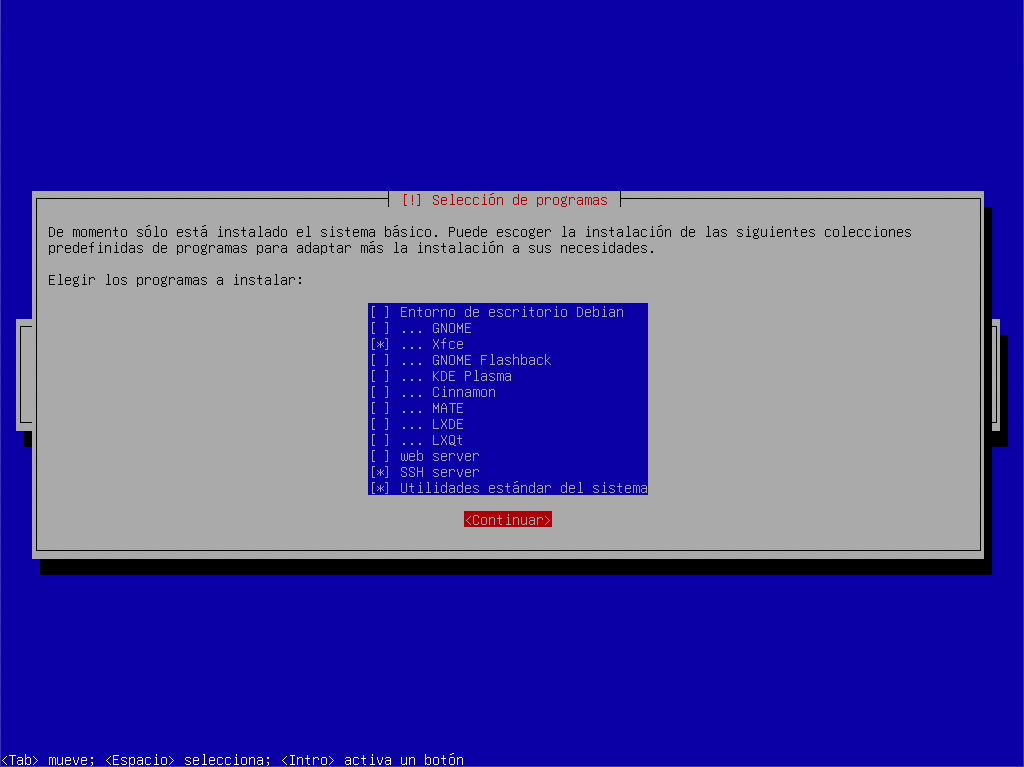 [!] Selección de programas
De momento sólo está instalado el sistema básico. Puede escoger la instalación de las siguientes colecciones
predefinidas de programas para adaptar más la instalación a sus necesidades.
Elegir los programas a instalar:
[ ] Entorno de escritorio Debian
[ ] ... GNOME
[*] ... Xfce
[ ] ... GNOME Flashback
[ ] ... KDE Plasma
[ ] ... Cinnamon
[ ] ... MATE
[ ] ... LXDE
[ ] ... LXQt
[ ] web server
[*] SSH server
[*] Utilidades estándar del sistema
<Continuar>
<Tab> mueve; <Espacio> selecciona; <Intro> activa un botón